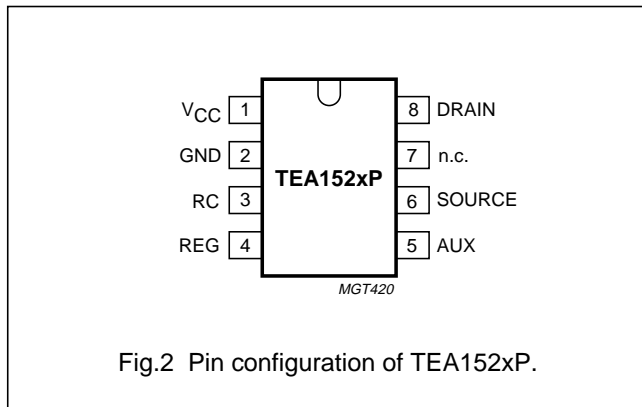 VCC 1 8 DRAIN
GND 2 7 n.c.
TEA152xP
RC 3 6 SOURCE
REG 4 5 AUX
MGT420
Fig.2 Pin configuration of TEA152xP.